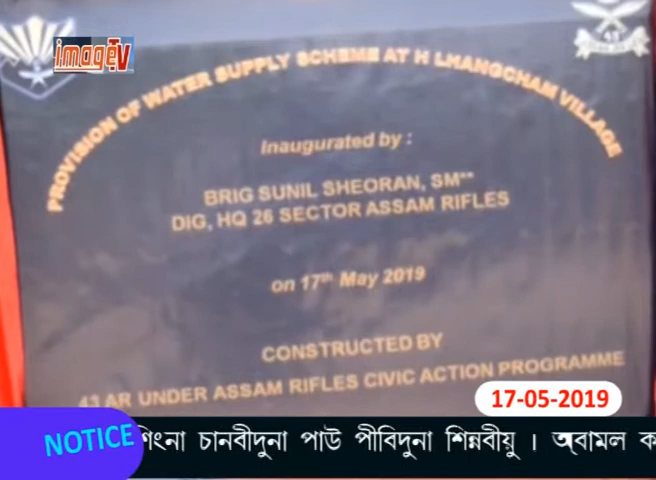 imageTV
PROVISION OF WATER SUPPLY SCHEME AT H LHANGCHAM VILLAGE
Inaugurated by :
BRIG SUNIL SHEORAN, SM**
DIG, HQ 26 SECTOR ASSAM RIFLES
on 17th May 2019
CONSTRUCTED BY
43 AR UNDER ASSAM RIFLES CIVIC ACTION PROGRAMME
17-05-2019
NOTICE
চানবীদুনা পাউ পীবিদুনা শিন্নবীয়ু ।